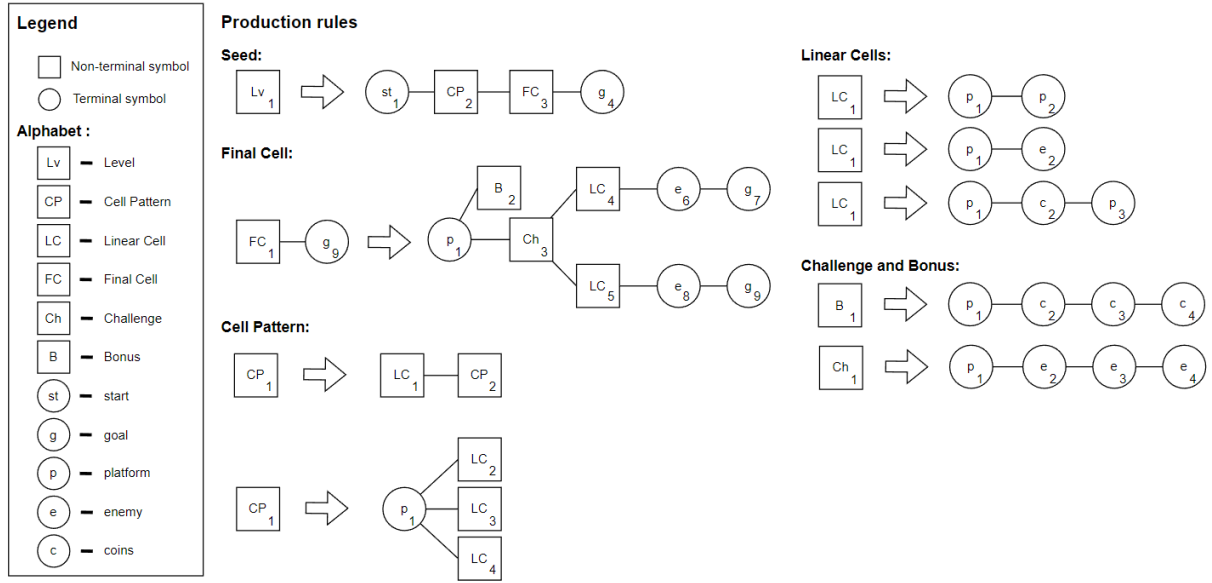 Legend
Non-terminal symbol
Terminal symbol
Alphabet :
Lv – Level
CP – Cell Pattern
LC – Linear Cell
FC – Final Cell
Ch – Challenge
B – Bonus
st – start
g – goal
p – platform
e – enemy
c – coins
Production rules
Seed:
Lv 1 st 1 CP 2 FC 3 g 4
Final Cell:
B 2 LC 4 e 6 g 7
FC 1 g 9 p 1 Ch 3
LC 5 e 8 g 9
Cell Pattern:
CP 1 LC 1 CP 2
LC 2
CP 1 p 1 LC 3
LC 4
Linear Cells:
LC 1 p 1 p 2
LC 1 p 1 e 2
LC 1 p 1 c 2 p 3
Challenge and Bonus:
B 1 p 1 c 2 c 3 c 4
Ch 1 p 1 e 2 e 3 e 4